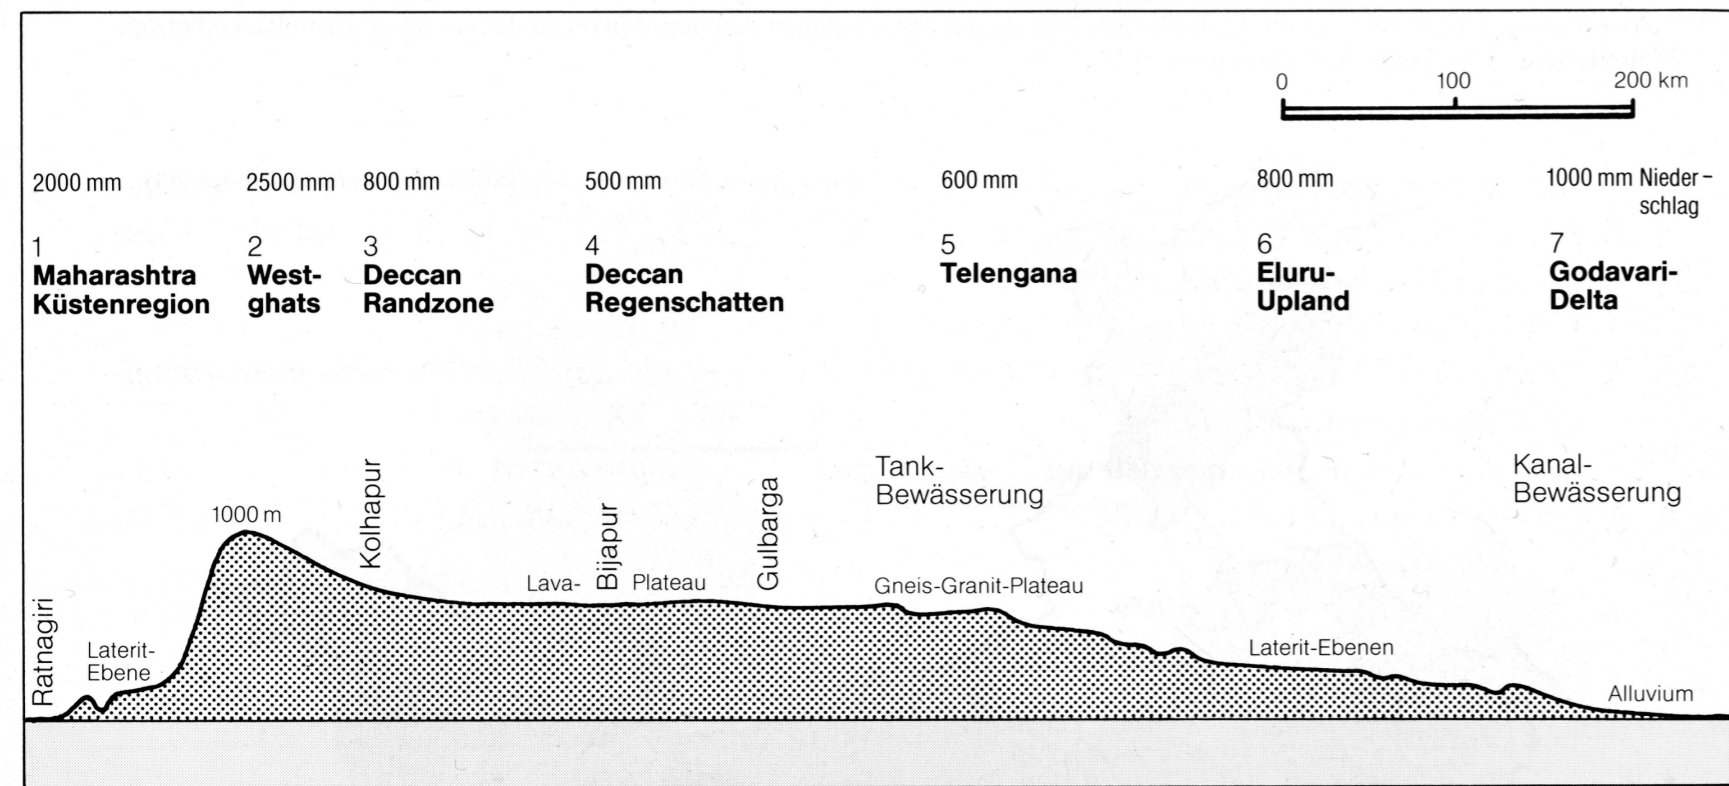 0 100 200 km
2000 mm 2500 mm 800 mm 500 mm 600 mm 800 mm 1000 mm Nieder-
schlag
1 2 3 4 5 6 7
Maharashtra West- Deccan Deccan Telengana Eluru- Godavari-
Küstenregion ghats Randzone Regenschatten Upland Delta
Tank- Kanal-
Bewässerung Bewässerung
1000 m
Kolhapur
Bijapur
Gulbarga
Lava- Plateau Gneis-Granit-Plateau
Ratnagiri
Laterit- Laterit-Ebenen
Ebene
Alluvium